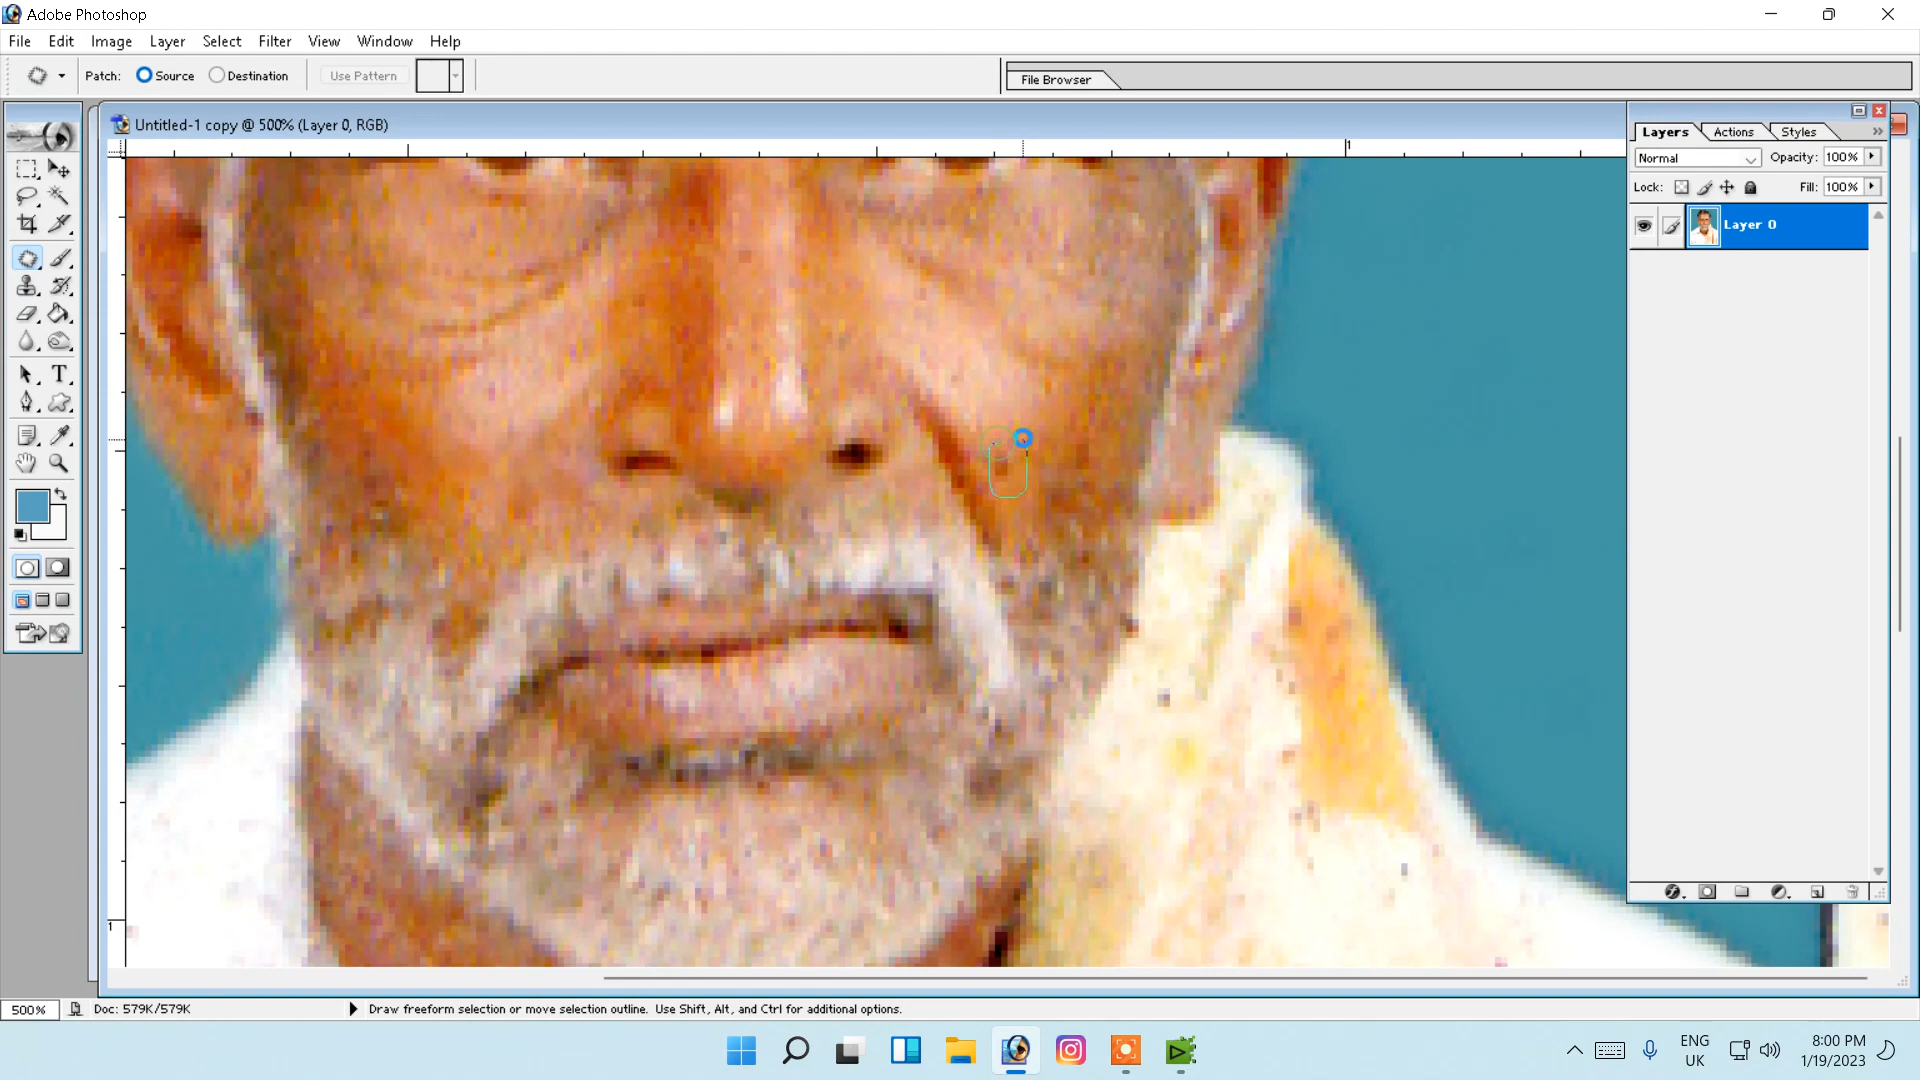 Adobe Photoshop
File Edit Image Layer Select Filter View Window Help
Patch: Source Destination Use Pattern File Browser
Untitled-1 copy @ 500% (Layer 0, RGB)
1
1
Layers Actions Styles
Normal Opacity: 100%
Lock: Fill: 100%
Layer 0
T
500% Doc: 579K/579K Draw freeform selection or move selection outline. Use Shift, Alt, and Ctrl for additional options.
ENG
UK
8:00 PM
1/19/2023